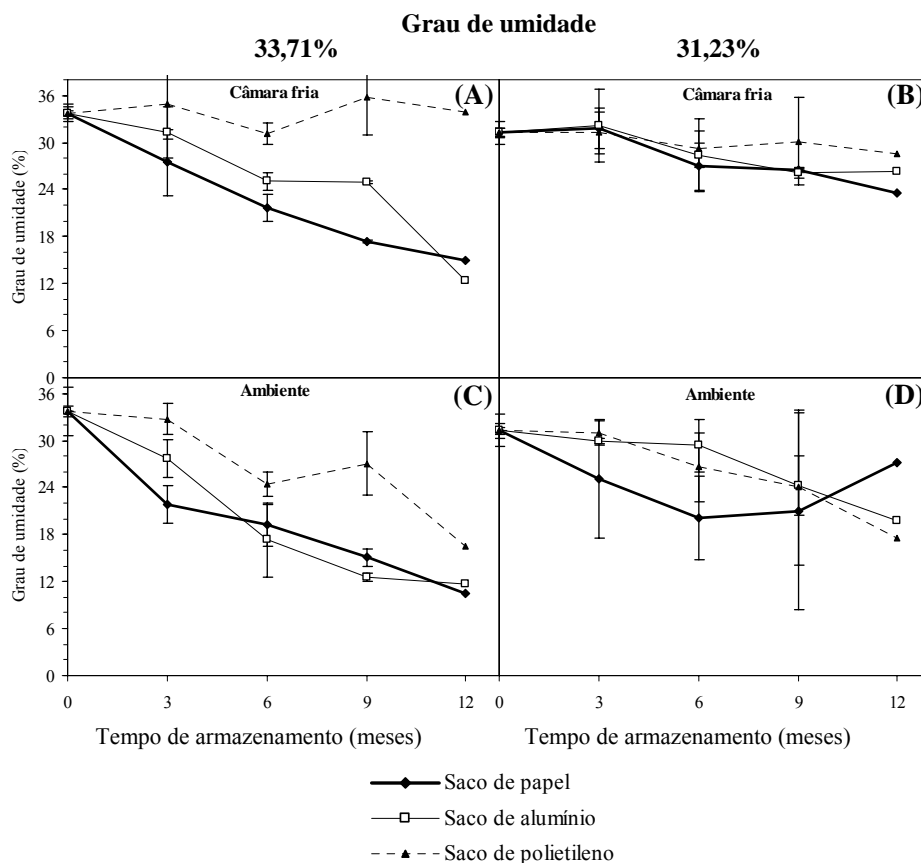 Grau de umidade
33,71% 31,23%
Câmara fria (A) Câmara fria (B)
36
30
24
18
12
6
0
Grau de umidade (%)
Ambiente (C) Ambiente (D)
36
30
24
18
12
6
0
Grau de umidade (%)
0 3 6 9 12 0 3 6 9 12
Tempo de armazenamento (meses) Tempo de armazenamento (meses)
Saco de papel
Saco de alumínio
Saco de polietileno